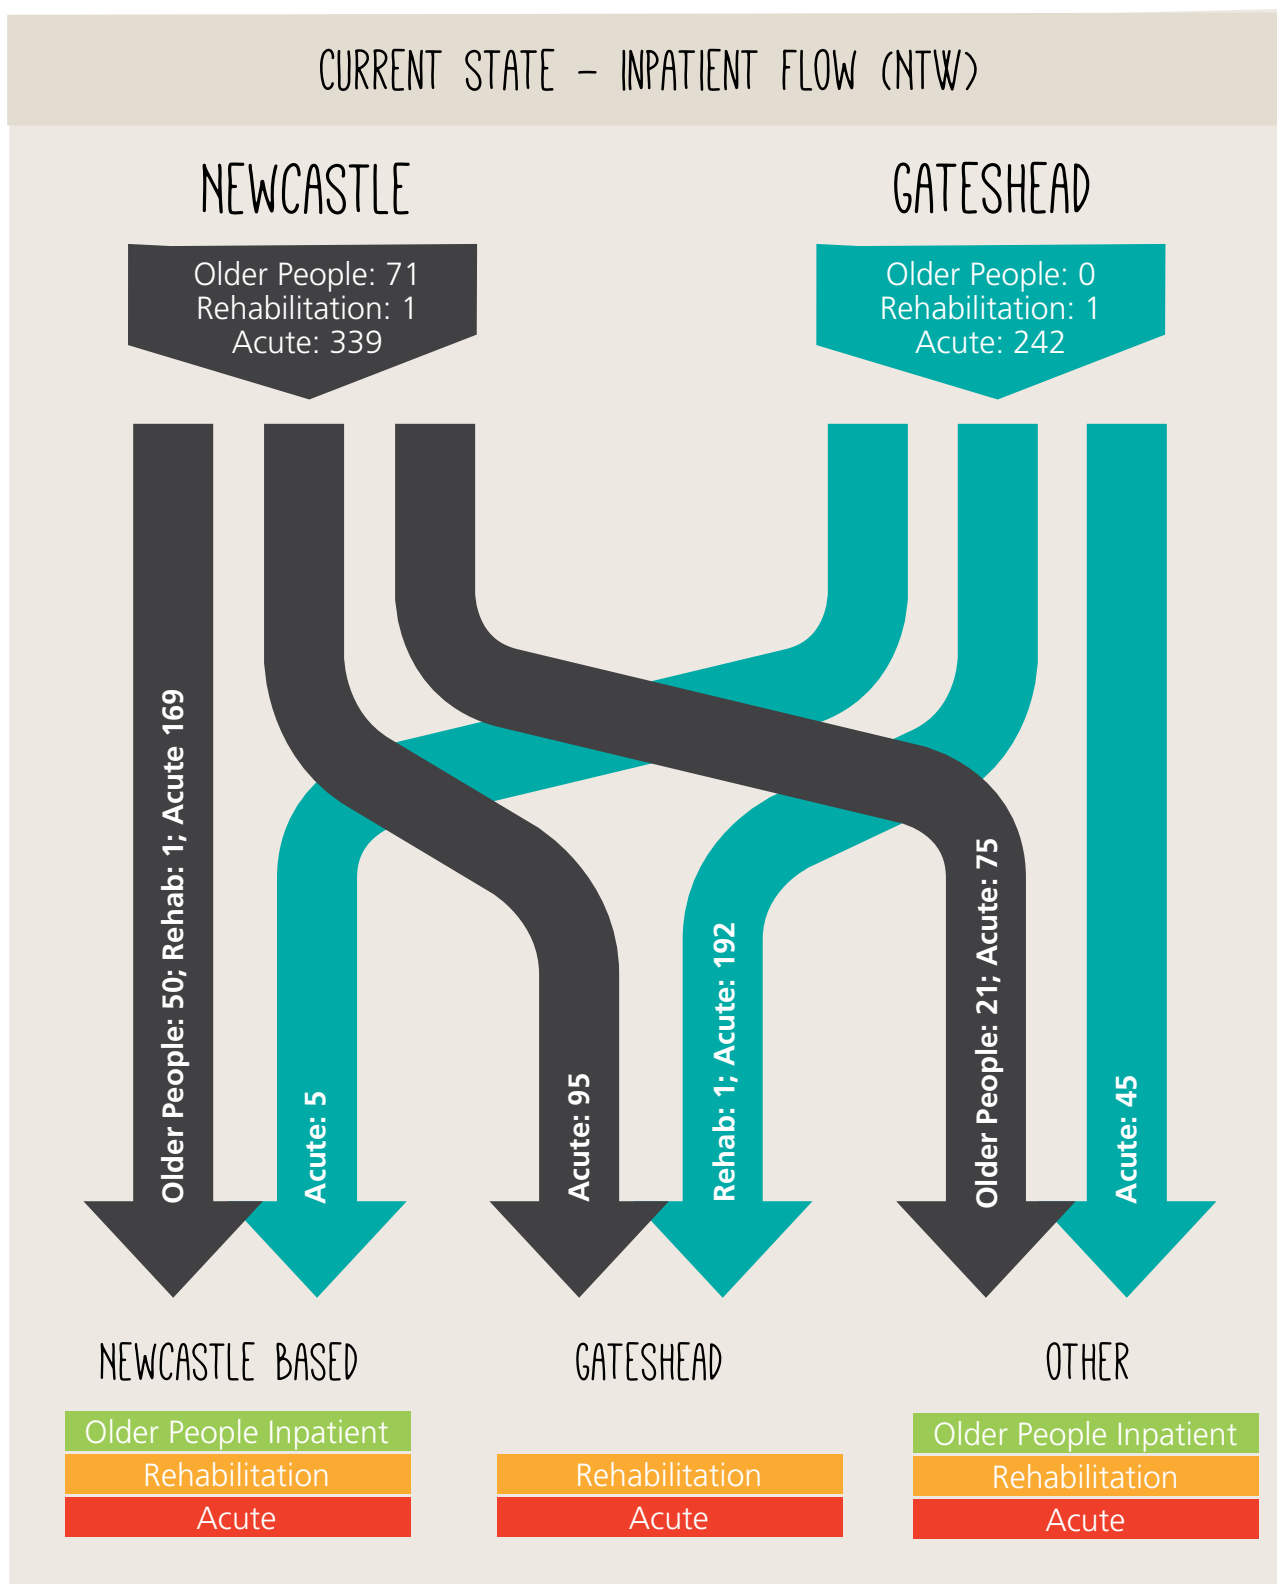 CURRENT STATE – INPATIENT FLOW (NTW)
NEWCASTLE
Older People: 71
Rehabilitation: 1
Acute: 339
GATESHEAD
Older People: 0
Rehabilitation: 1
Acute: 242
Older People: 50; Rehab: 1; Acute 169
Acute: 5
Acute: 95
Rehab: 1; Acute: 192
Older People: 21; Acute: 75
Acute: 45
NEWCASTLE BASED
Older People Inpatient
Rehabilitation
Acute
GATESHEAD
Rehabilitation
Acute
OTHER
Older People Inpatient
Rehabilitation
Acute